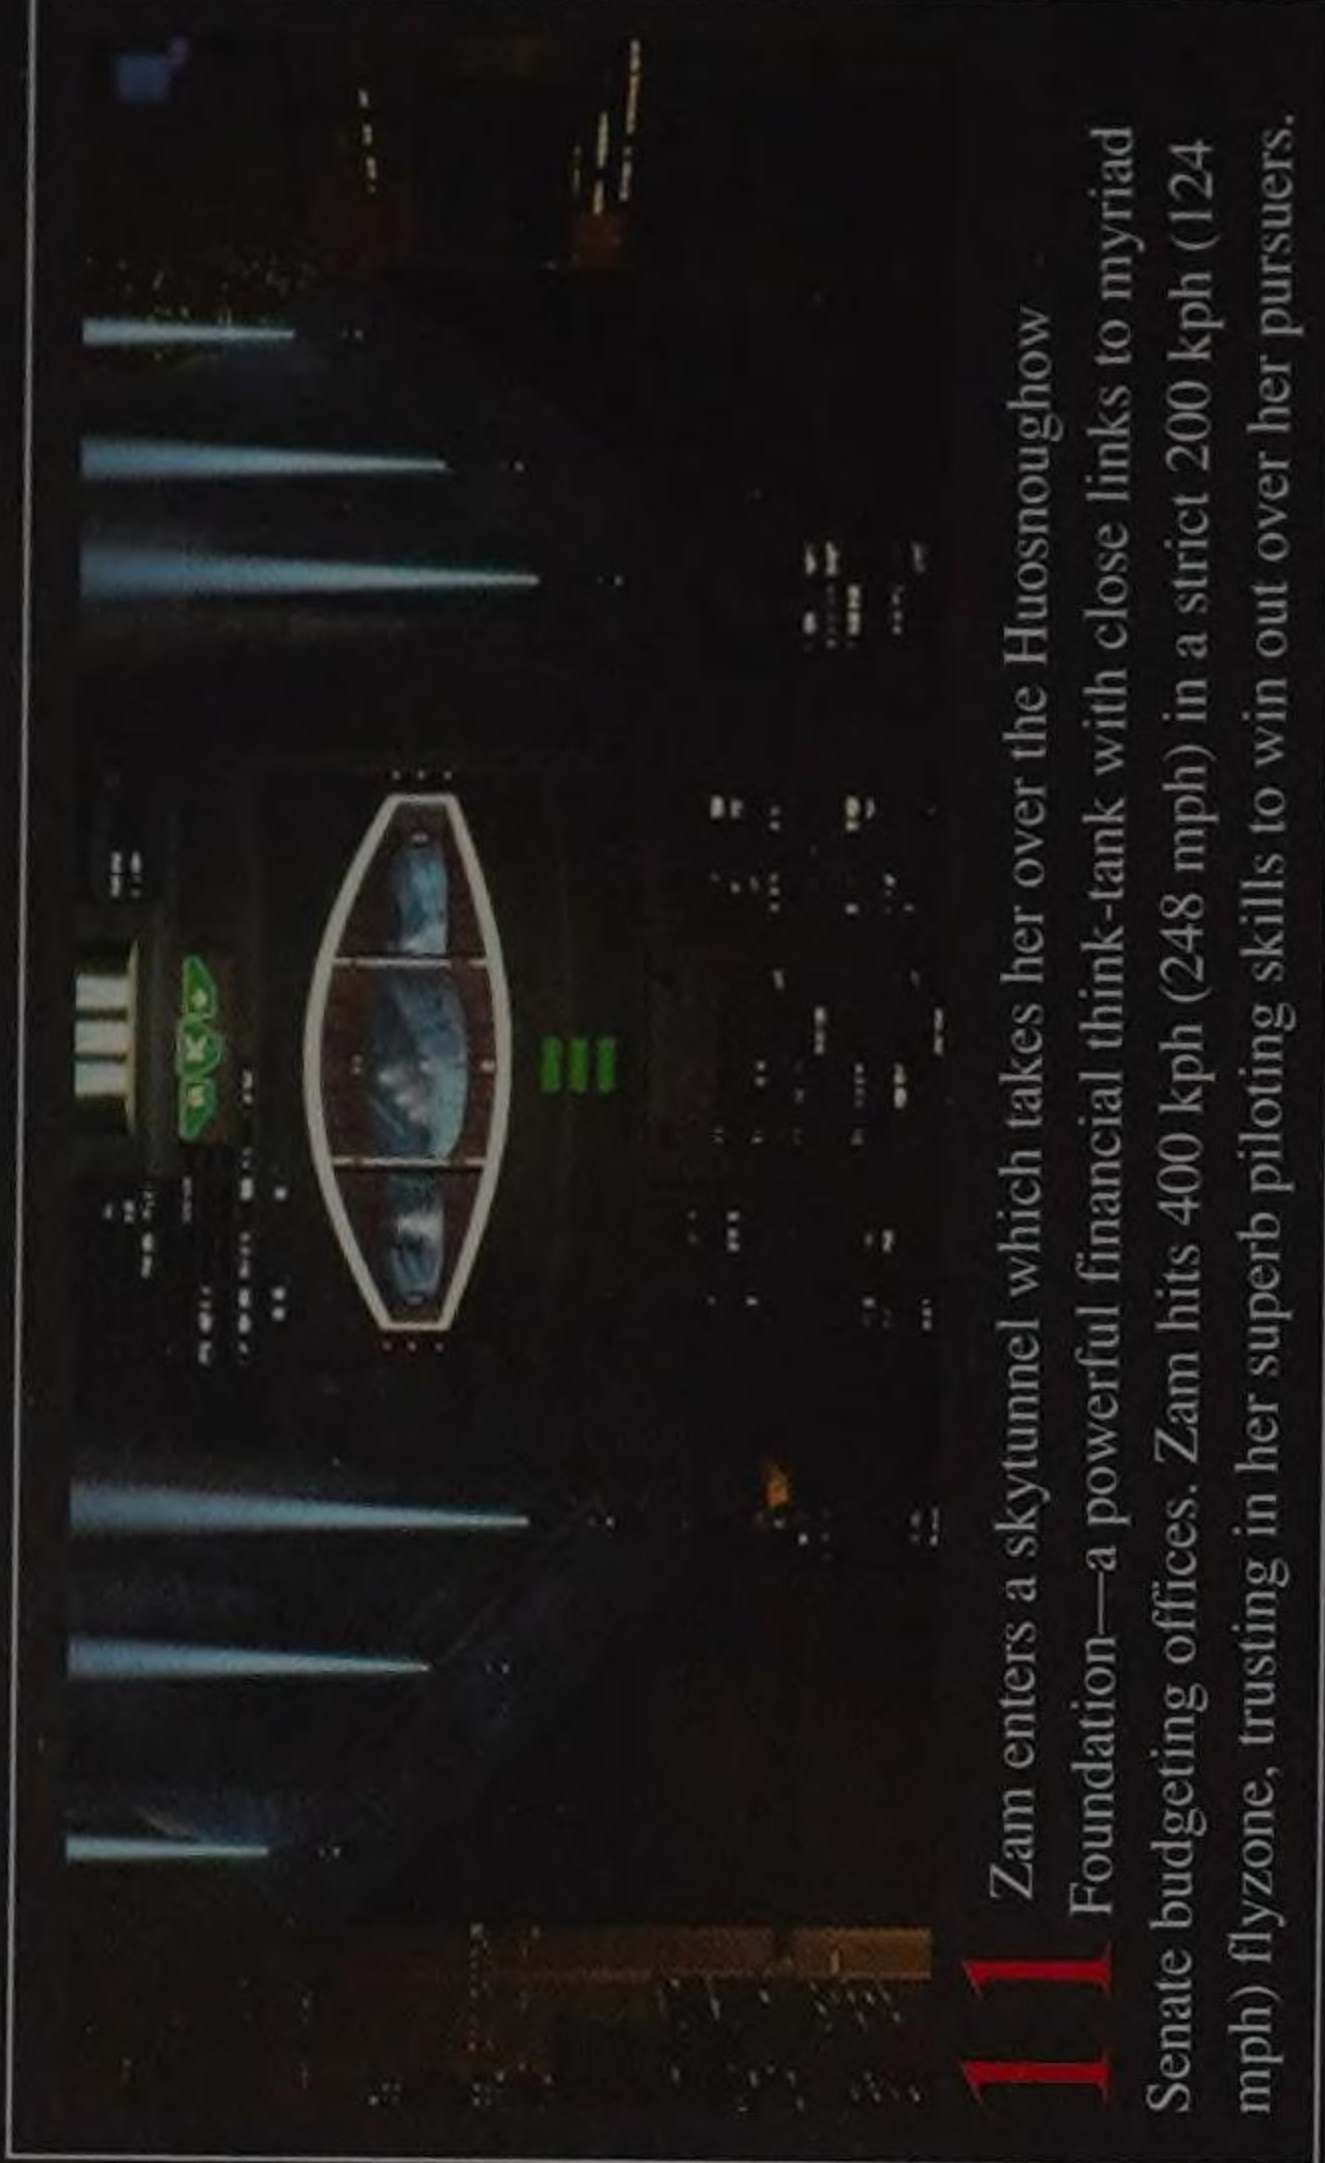 11 Zam enters a skytunnel which takes her over the Huosnoughow
Foundation—a powerful financial think-tank with close links to myriad
Senate budgeting offices. Zam hits 400 kph (248 mph) in a strict 200 kph (124
mph) flyzone, trusting in her superb piloting skills to win out over her pursuers.